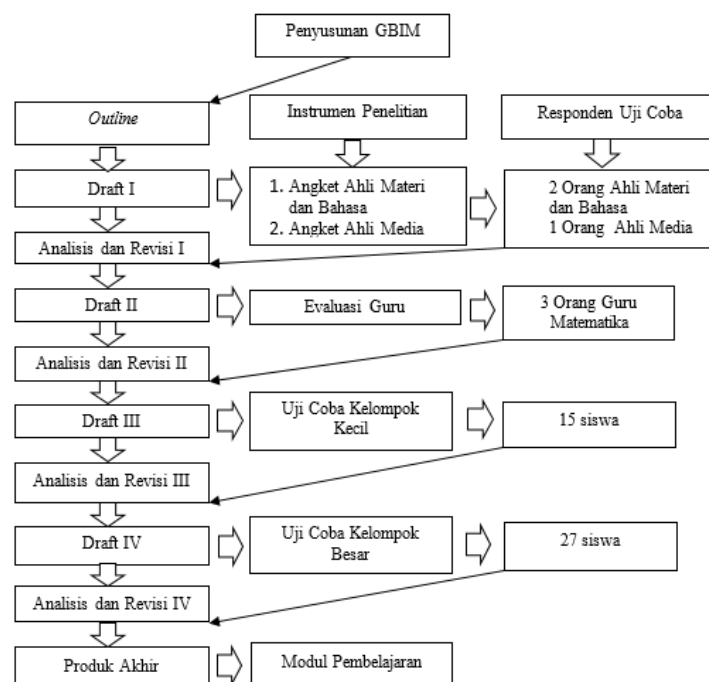 Penyusunan GBIM
Outline
Instrumen Penelitian
Responden Uji Coba
Draft I
1. Angket Ahli Materi
dan Bahasa
2. Angket Ahli Media
2 Orang Ahli Materi
dan Bahasa
1 Orang Ahli Media
Analisis dan Revisi I
Draft II
Evaluasi Guru
3 Orang Guru
Matematika
Analisis dan Revisi II
Draft III
Uji Coba Kelompok
Kecil
15 siswa
Analisis dan Revisi III
Draft IV
Uji Coba Kelompok
Besar
27 siswa
Analisis dan Revisi IV
Produk Akhir
Modul Pembelajaran